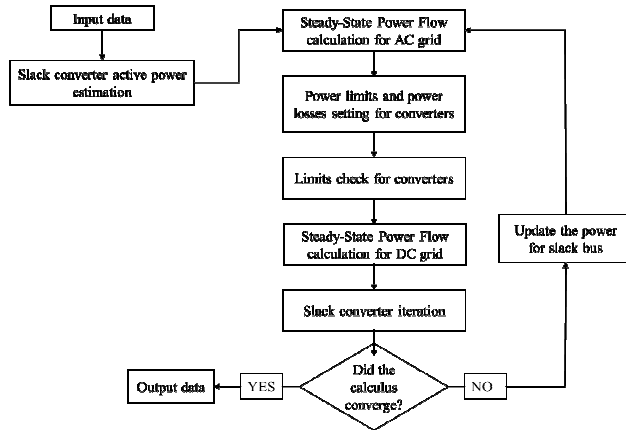 Input data
Slack converter active power
estimation
Steady-State Power Flow
calculation for AC grid
Power limits and power
losses setting for converters
Limits check for converters
Steady-State Power Flow
calculation for DC grid
Slack converter iteration
Did the
calculus
converge?
YES
Output data
NO
Update the power
for slack bus